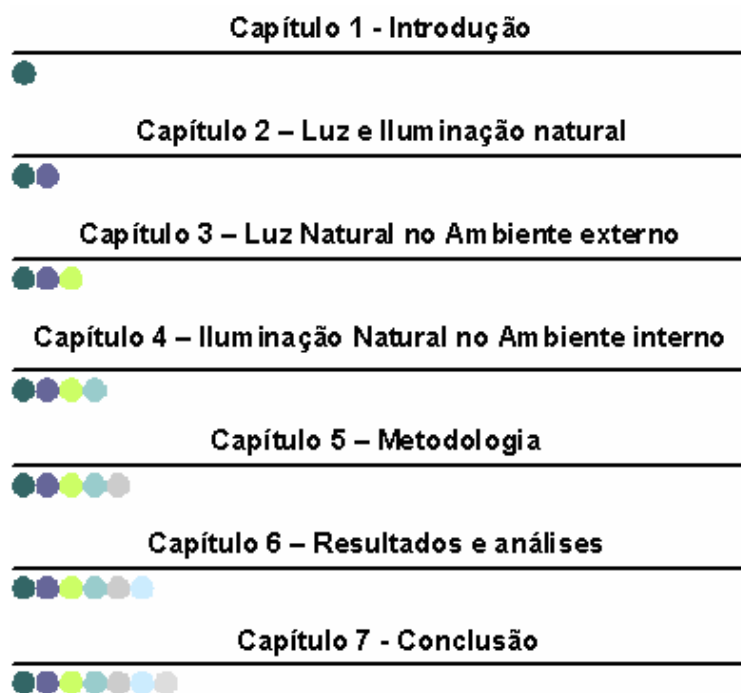 Capítulo 1 - Introdução
Capítulo 2 – Luz e Iluminação natural
Capítulo 3 – Luz Natural no Ambiente externo
Capítulo 4 – Iluminação Natural no Ambiente interno
Capítulo 5 – Metodologia
Capítulo 6 – Resultados e análises
Capítulo 7 - Conclusão